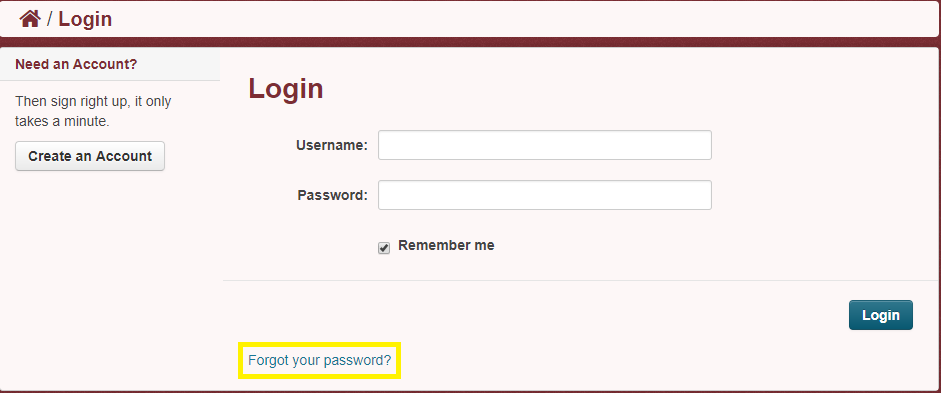 / Login
Need an Account?
Then sign right up, it only
takes a minute.
Create an Account
Login
Username:
Password:
Remember me
Login
Forgot your password?